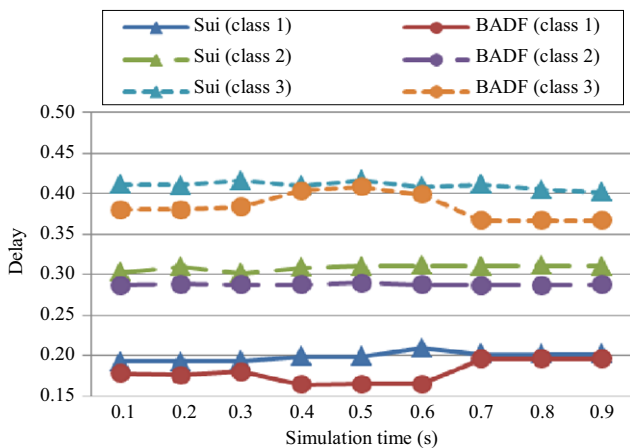 Sui (class 1) BADF (class 1)
Sui (class 2) BADF (class 2)
Sui (class 3) BADF (class 3)
0.50
0.45
0.40
0.35
0.30
0.25
0.20
0.15
Delay
0.1 0.2 0.3 0.4 0.5 0.6 0.7 0.8 0.9
Simulation time (s)